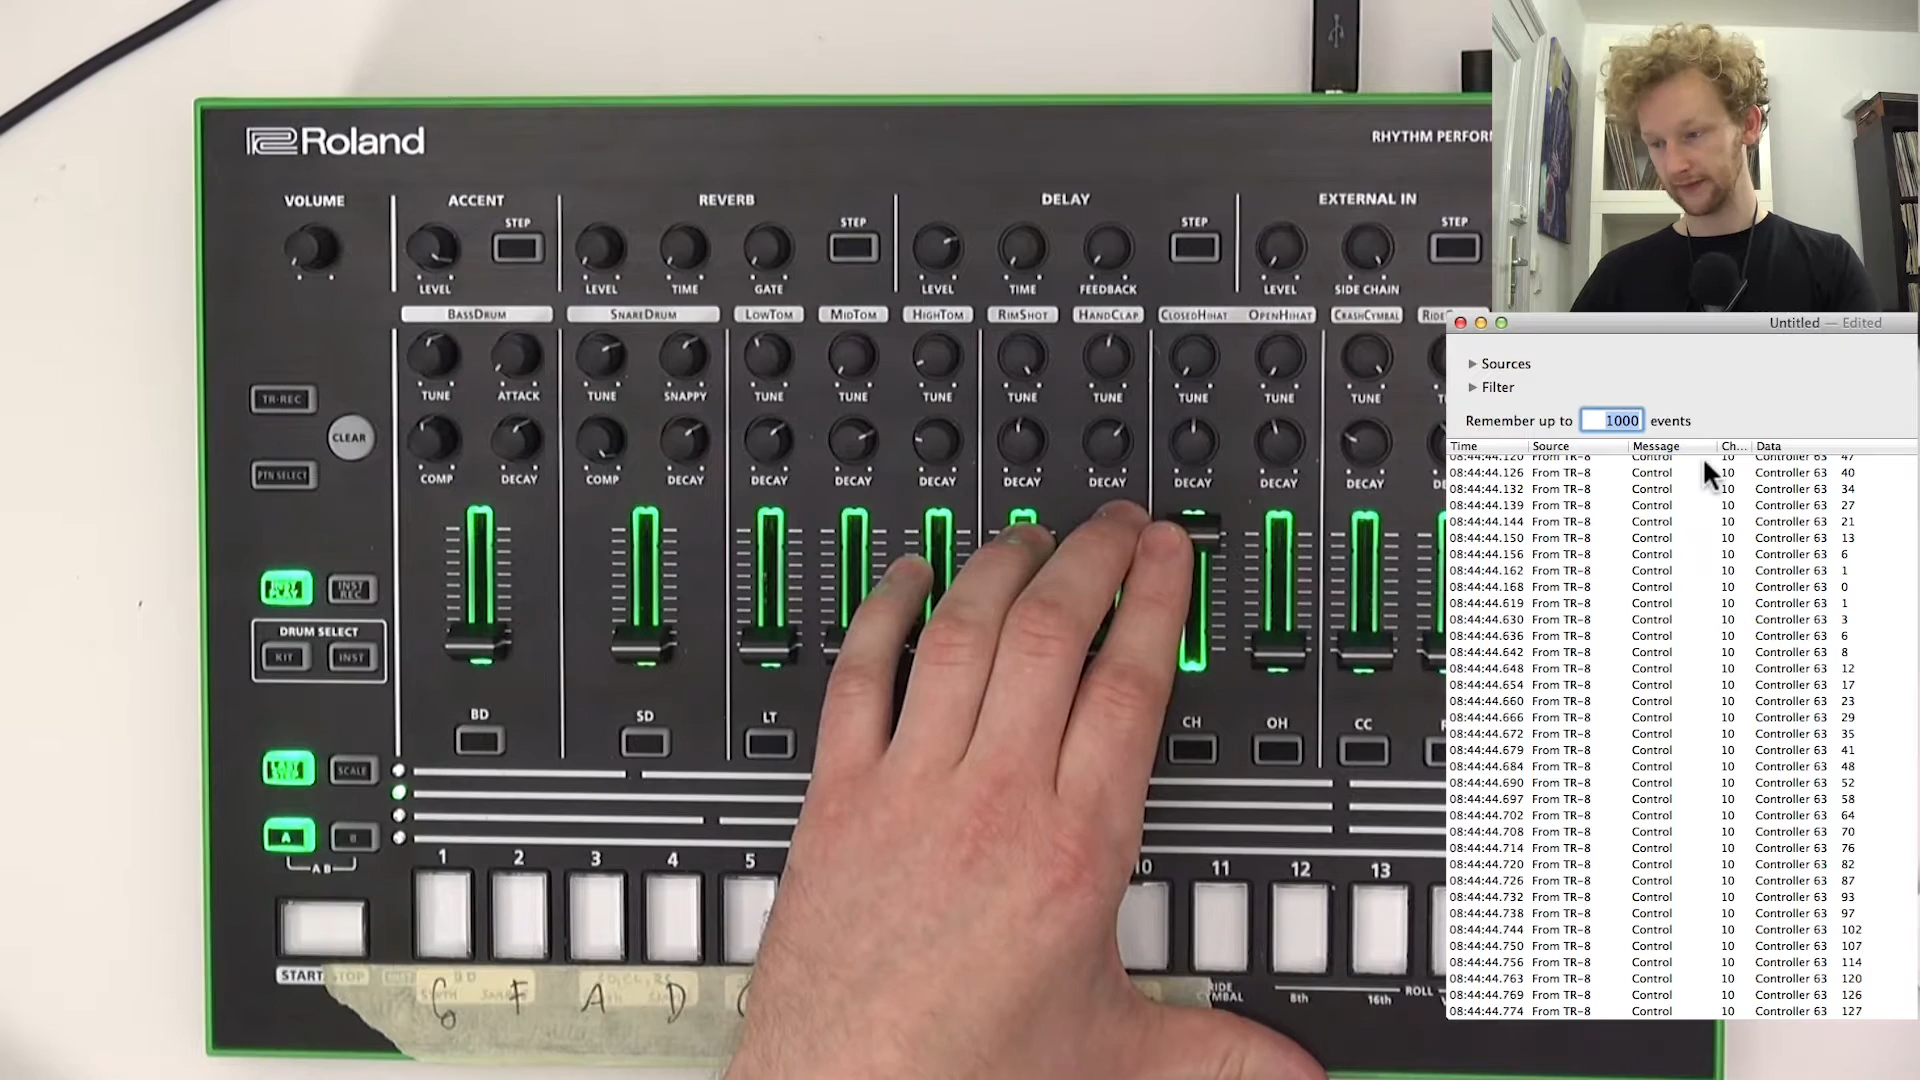 Roland
RHYTHM PERFORM
VOLUME
ACCENT
REVERB
DELAY
EXTERNAL IN
STEP
STEP
STEP
STEP
LEVEL
LEVEL
TIME
GATE
LEVEL
TIME
FEEDBACK
LEVEL
SIDE CHAIN
BASSDRUM
SNAREDRUM
LOWTOM
MIDTOM
HIGHTOM
RIMSHOT
HANDCLAP
CLOSEDHIHAT
OPENHIHAT
CRASHCYMBAL
TUNE
ATTACK
TUNE
SNAPPY
TUNE
TUNE
TUNE
TUNE
TUNE
TUNE
TUNE
TUNE
TR-REC
CLEAR
PTN SELECT
COMP
DECAY
COMP
DECAY
DECAY
DECAY
DECAY
DECAY
DECAY
DECAY
DECAY
DECAY
INST PLAY
INST REC
DRUM SELECT
KIT
INST
BD
SD
LT
CH
OH
CC
LAST STEP
SCALE
A
B
A B
1
2
3
4
5
10
11
12
13
START STOP
BD
G F A D
RIDE CYMBAL
8th
16th
ROLL
Untitled — Edited
Sources
Filter
Remember up to 1000 events
Time Source Message Ch... Data
08:44:44.120 From TR-8 Control 10 Controller 63 47
08:44:44.126 From TR-8 Control 10 Controller 63 40
08:44:44.132 From TR-8 Control 10 Controller 63 34
08:44:44.139 From TR-8 Control 10 Controller 63 27
08:44:44.144 From TR-8 Control 10 Controller 63 21
08:44:44.150 From TR-8 Control 10 Controller 63 13
08:44:44.156 From TR-8 Control 10 Controller 63 6
08:44:44.162 From TR-8 Control 10 Controller 63 1
08:44:44.168 From TR-8 Control 10 Controller 63 0
08:44:44.619 From TR-8 Control 10 Controller 63 1
08:44:44.630 From TR-8 Control 10 Controller 63 3
08:44:44.636 From TR-8 Control 10 Controller 63 6
08:44:44.642 From TR-8 Control 10 Controller 63 8
08:44:44.648 From TR-8 Control 10 Controller 63 12
08:44:44.654 From TR-8 Control 10 Controller 63 17
08:44:44.660 From TR-8 Control 10 Controller 63 23
08:44:44.666 From TR-8 Control 10 Controller 63 29
08:44:44.672 From TR-8 Control 10 Controller 63 35
08:44:44.679 From TR-8 Control 10 Controller 63 41
08:44:44.684 From TR-8 Control 10 Controller 63 48
08:44:44.690 From TR-8 Control 10 Controller 63 52
08:44:44.697 From TR-8 Control 10 Controller 63 58
08:44:44.702 From TR-8 Control 10 Controller 63 64
08:44:44.708 From TR-8 Control 10 Controller 63 70
08:44:44.714 From TR-8 Control 10 Controller 63 76
08:44:44.720 From TR-8 Control 10 Controller 63 82
08:44:44.726 From TR-8 Control 10 Controller 63 87
08:44:44.732 From TR-8 Control 10 Controller 63 93
08:44:44.738 From TR-8 Control 10 Controller 63 97
08:44:44.744 From TR-8 Control 10 Controller 63 102
08:44:44.750 From TR-8 Control 10 Controller 63 107
08:44:44.756 From TR-8 Control 10 Controller 63 114
08:44:44.763 From TR-8 Control 10 Controller 63 120
08:44:44.769 From TR-8 Control 10 Controller 63 126
08:44:44.774 From TR-8 Control 10 Controller 63 127